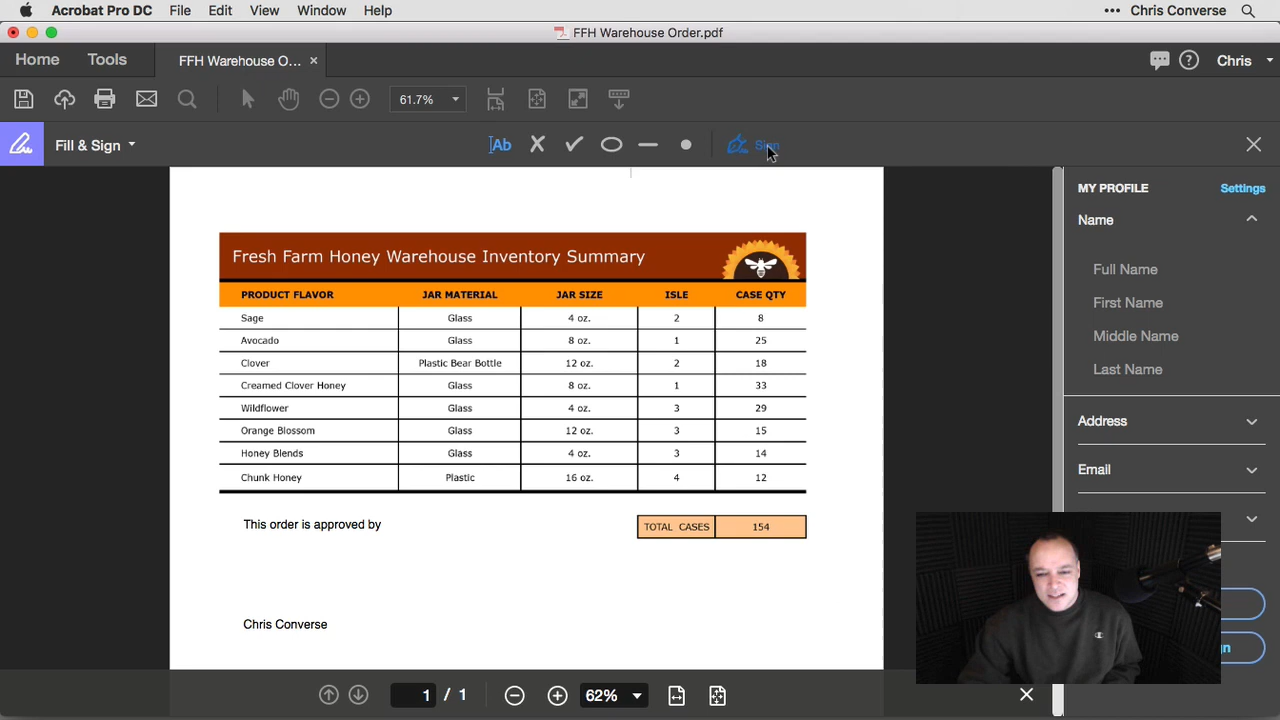 Acrobat Pro DC File Edit View Window Help ••• Chris Converse
FFH Warehouse Order.pdf
Home Tools FFH Warehouse O... × ? Chris
61.7%
Fill & Sign Ab Sign
MY PROFILE Settings
Name
Full Name
First Name
Middle Name
Last Name
Address
Email
Fresh Farm Honey Warehouse Inventory Summary
PRODUCT FLAVOR JAR MATERIAL JAR SIZE ISLE CASE QTY
Sage Glass 4 oz. 2 8
Avocado Glass 8 oz. 1 25
Clover Plastic Bear Bottle 12 oz. 2 18
Creamed Clover Honey Glass 8 oz. 1 33
Wildflower Glass 4 oz. 3 29
Orange Blossom Glass 12 oz. 3 15
Honey Blends Glass 4 oz. 3 14
Chunk Honey Plastic 16 oz. 4 12
This order is approved by TOTAL CASES 154
Chris Converse
1 / 1 62%